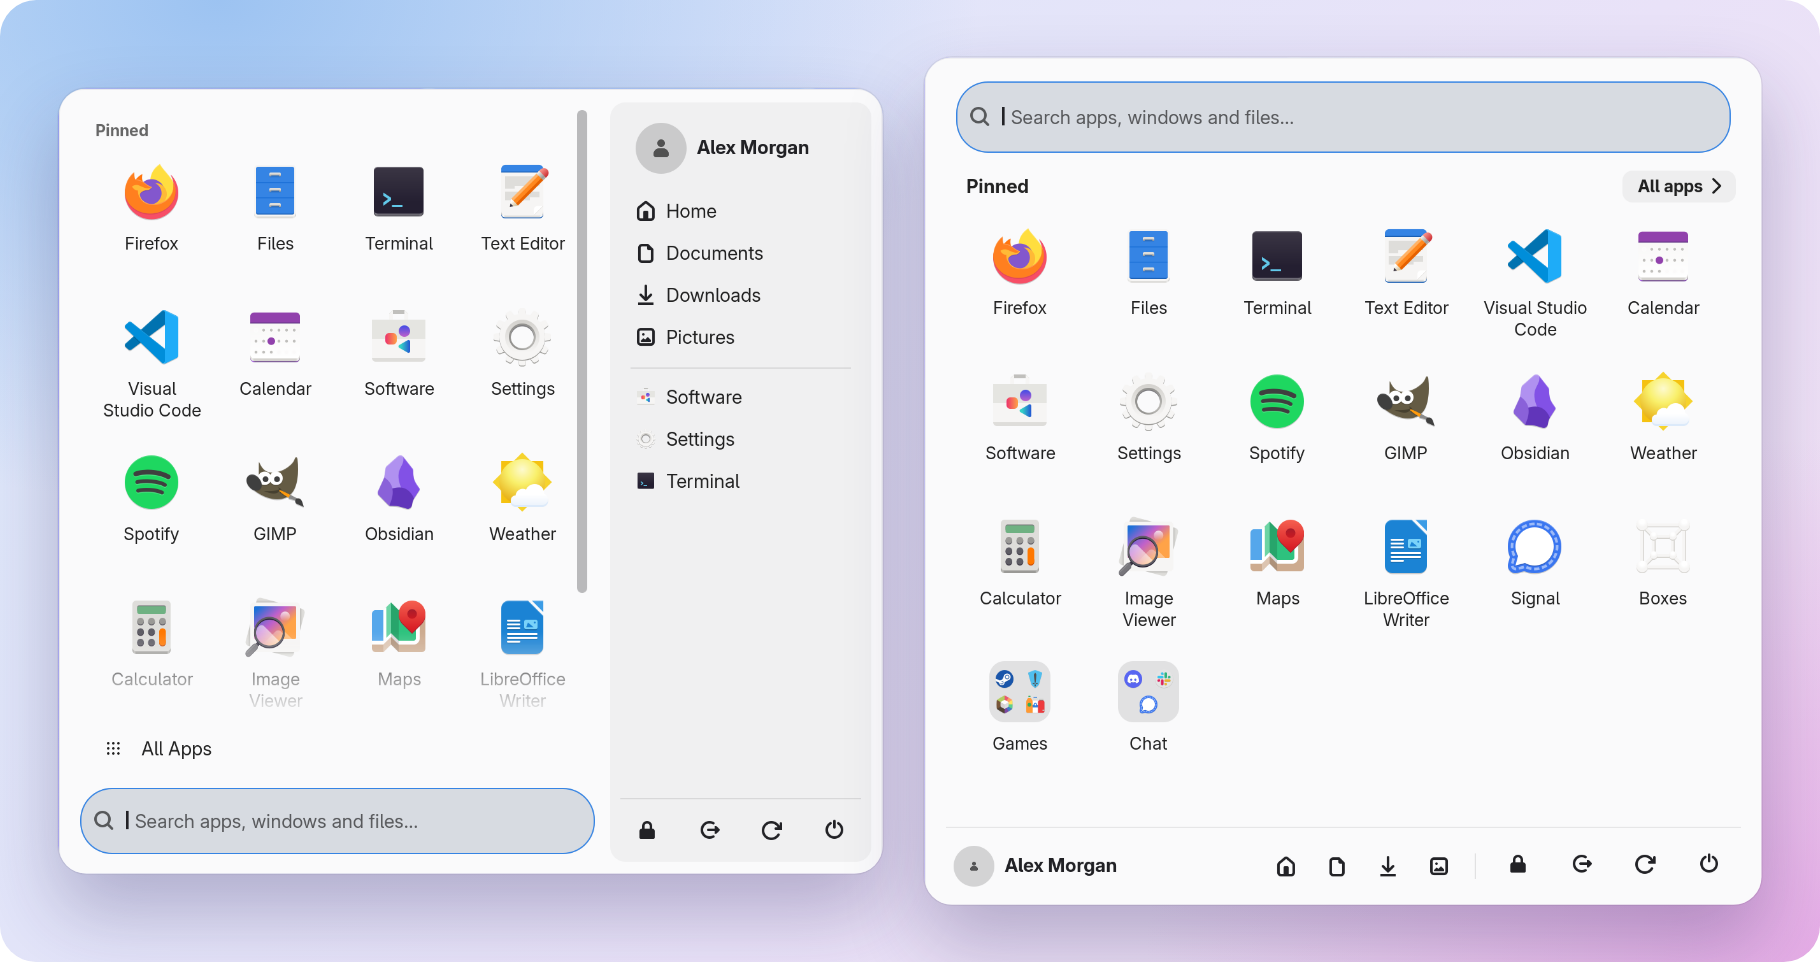 Pinned
Firefox
Files
Terminal
Text Editor
Visual
Studio Code
Calendar
Software
Settings
Spotify
GIMP
Obsidian
Weather
Calculator
Image
Viewer
Maps
LibreOffice
Writer
All Apps
Search apps, windows and files...
Alex Morgan
Home
Documents
Downloads
Pictures
Software
Settings
Terminal
Search apps, windows and files...
Pinned
All apps
Firefox
Files
Terminal
Text Editor
Visual Studio
Code
Calendar
Software
Settings
Spotify
GIMP
Obsidian
Weather
Calculator
Image
Viewer
Maps
LibreOffice
Writer
Signal
Boxes
Games
Chat
Alex Morgan